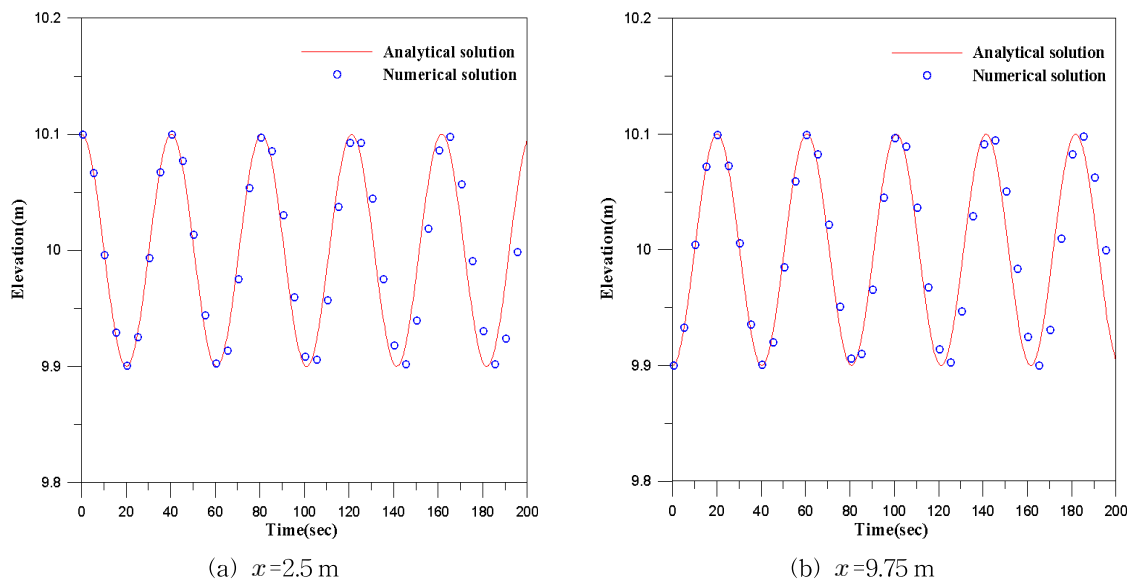 10.2
10.1
10
9.9
9.8
Elevation(m)
Analytical solution
Numerical solution
0 20 40 60 80 100 120 140 160 180 200
Time(sec)
(a) x=2.5 m
10.2
10.1
10
9.9
9.8
Elevation(m)
Analytical solution
Numerical solution
0 20 40 60 80 100 120 140 160 180 200
Time(sec)
(b) x=9.75 m